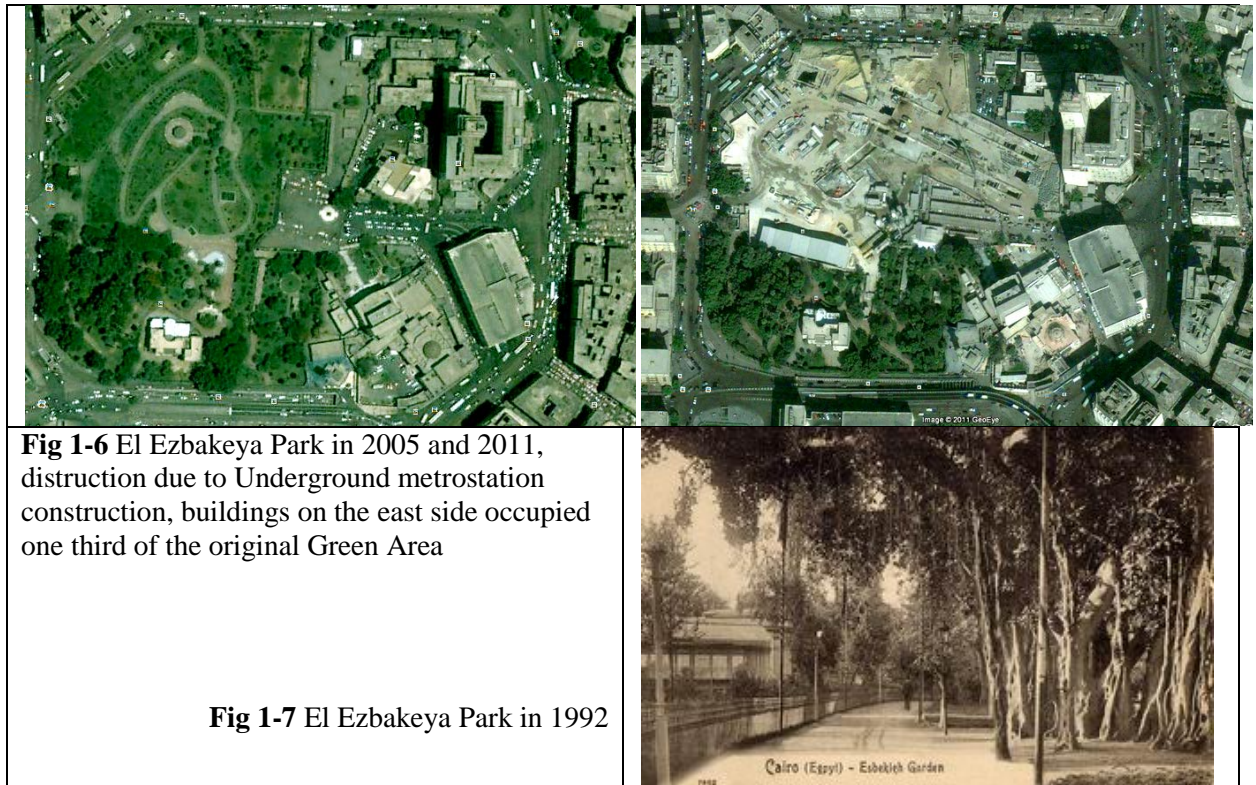 Image © 2011 GeoEye
Fig 1-6 El Ezbakeya Park in 2005 and 2011,
distruction due to Underground metrostation
construction, buildings on the east side occupied
one third of the original Green Area
Fig 1-7 El Ezbakeya Park in 1992
Cairo (Egypt) - Esbekieh Garden